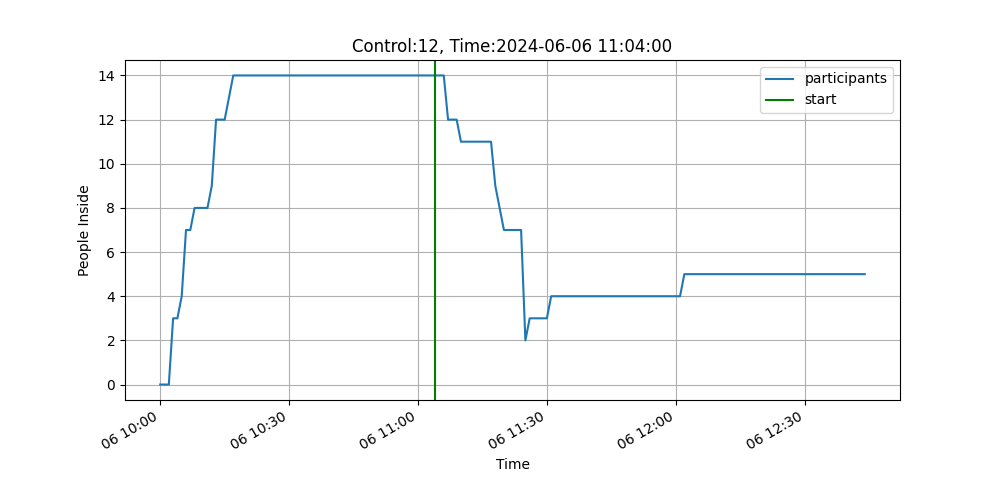 Control:12, Time:2024-06-06 11:04:00
participants
start
People Inside
14
12
10
8
6
4
2
0
06 10:00
06 10:30
06 11:00
06 11:30
06 12:00
06 12:30
Time